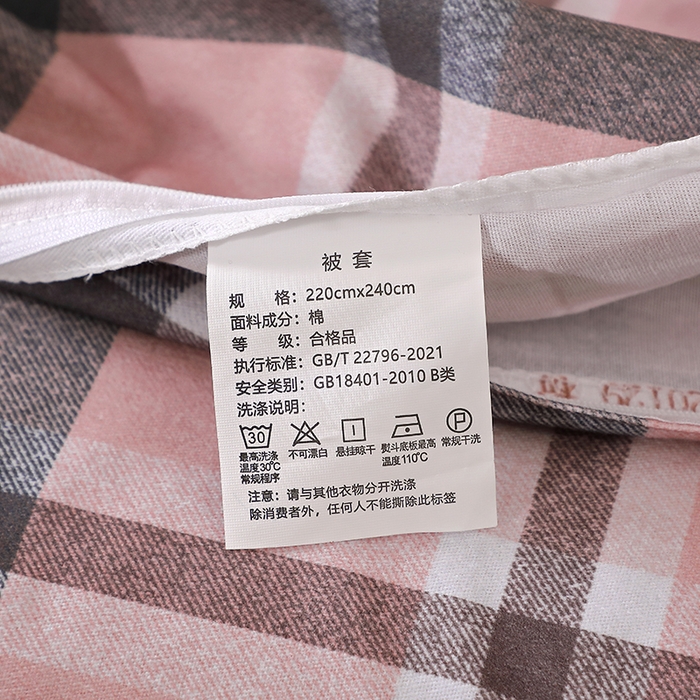 被套
规 格：220cmx240cm
面料成分：棉
等 级：合格品
执行标准：GB/T 22796-2021
安全类别：GB18401-2010 B类
洗涤说明：
30 P
最高洗涤温度30℃常规程序 不可漂白 悬挂晾干 熨斗底板最高温度110℃ 常规干洗
注意：请与其他衣物分开洗涤
除消费者外，任何人不能撕除此标签